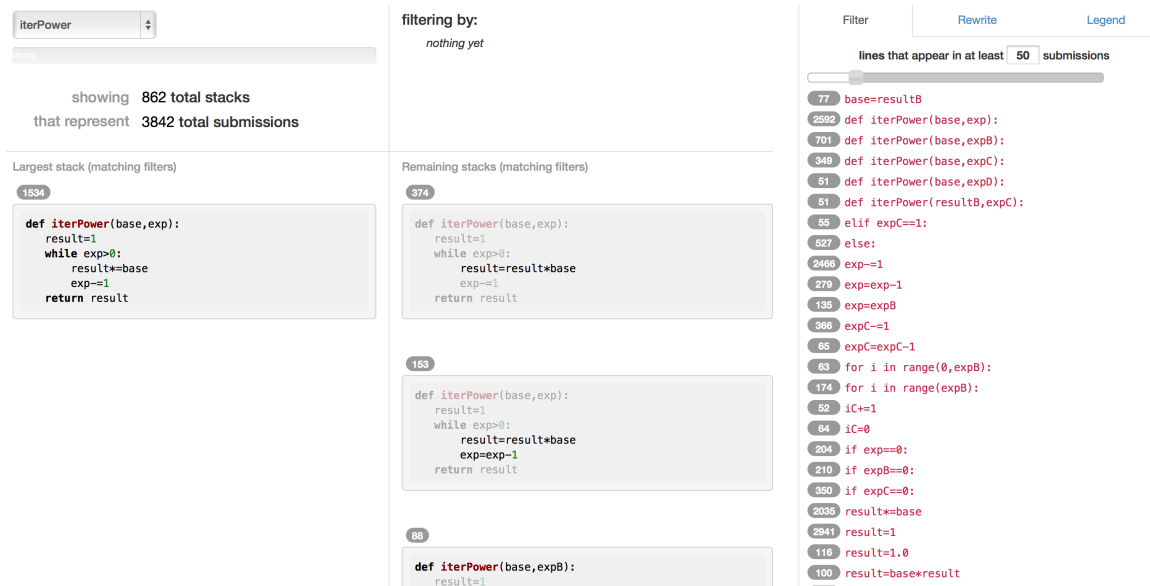 iterPower
done
showing 862 total stacks
that represent 3842 total submissions
filtering by:
nothing yet
Filter
Rewrite
Legend
lines that appear in at least 50 submissions
Largest stack (matching filters)
1534
def iterPower(base,exp):
result=1
while exp>0:
result*=base
exp-=1
return result
Remaining stacks (matching filters)
374
def iterPower(base,exp):
result=1
while exp>0:
result=result*base
exp-=1
return result
153
def iterPower(base,exp):
result=1
while exp>0:
result=result*base
exp=exp-1
return result
88
def iterPower(base,expB):
result=1
77 base=resultB
2592 def iterPower(base,exp):
701 def iterPower(base,expB):
349 def iterPower(base,expC):
51 def iterPower(base,expD):
51 def iterPower(resultB,expC):
55 elif expC==1:
527 else:
2466 exp-=1
279 exp=exp-1
135 exp=expB
366 expC-=1
65 expC=expC-1
63 for i in range(0,expB):
174 for i in range(expB):
52 iC+=1
64 iC=0
204 if exp==0:
210 if expB==0:
350 if expC==0:
2035 result*=base
2941 result=1
116 result=1.0
100 result=base*result